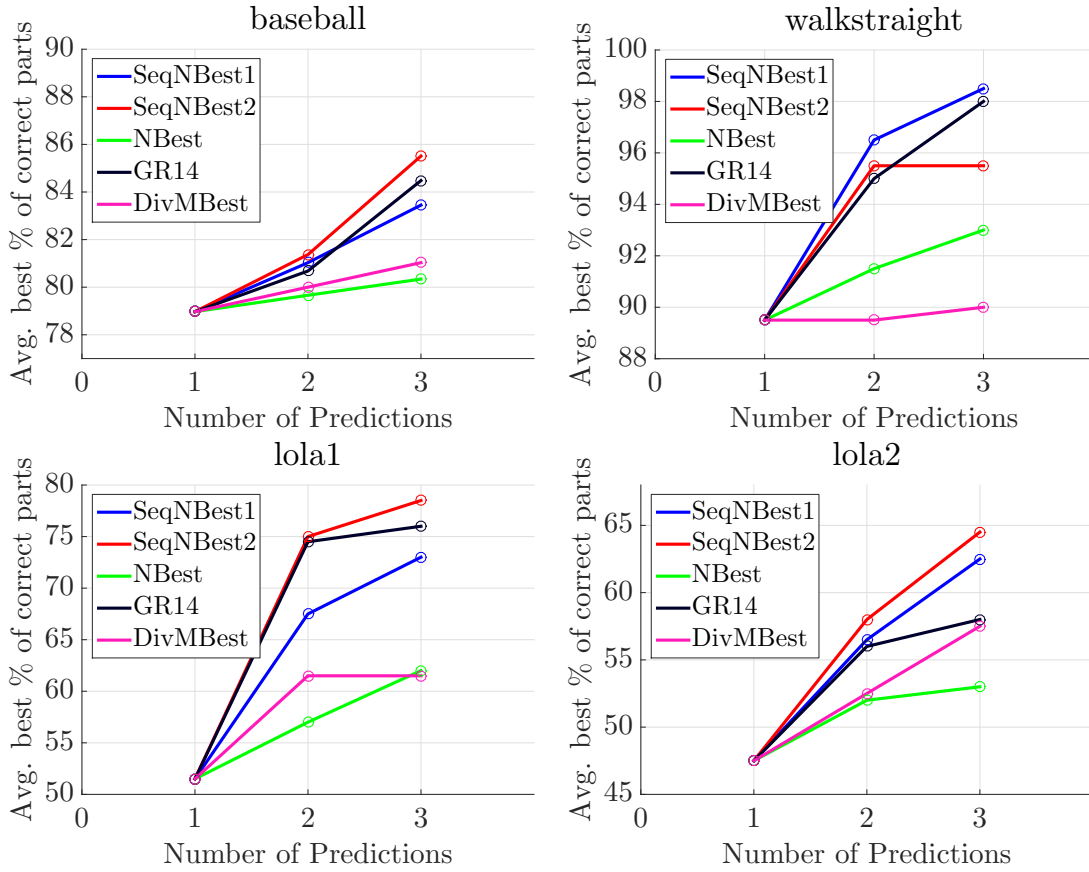 baseball
Avg. best % of correct parts
90
88
86
84
82
80
78
SeqNBest1
SeqNBest2
NBest
GR14
DivMBest
0 1 2 3
Number of Predictions
walkstraight
Avg. best % of correct parts
100
98
96
94
92
90
88
SeqNBest1
SeqNBest2
NBest
GR14
DivMBest
0 1 2 3
Number of Predictions
lola1
Avg. best % of correct parts
80
75
70
65
60
55
50
SeqNBest1
SeqNBest2
NBest
GR14
DivMBest
0 1 2 3
Number of Predictions
lola2
Avg. best % of correct parts
65
60
55
50
45
SeqNBest1
SeqNBest2
NBest
GR14
DivMBest
0 1 2 3
Number of Predictions